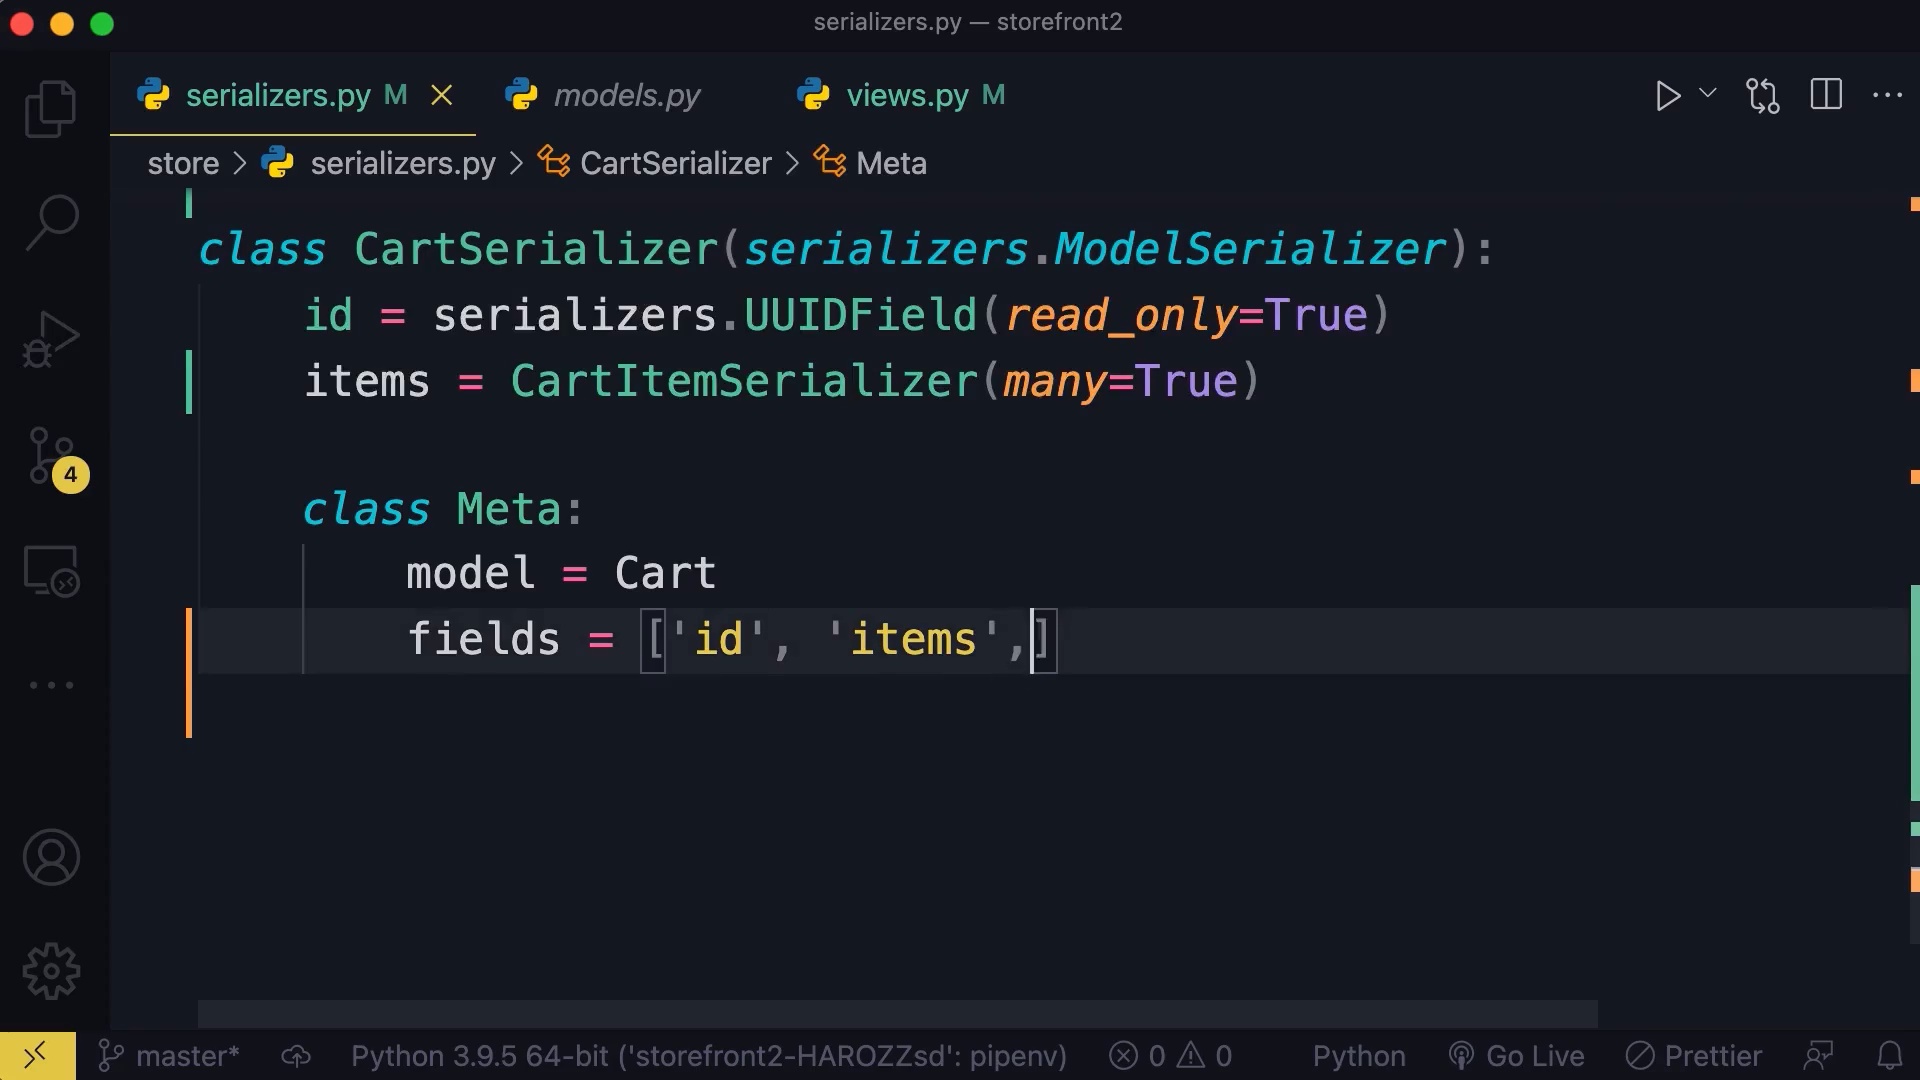 serializers.py — storefront2
serializers.py M models.py views.py M
store > serializers.py > CartSerializer > Meta
class CartSerializer(serializers.ModelSerializer):
id = serializers.UUIDField(read_only=True)
items = CartItemSerializer(many=True)
class Meta:
model = Cart
fields = ['id', 'items',]
4
master* Python 3.9.5 64-bit ('storefront2-HAROZZsd': pipenv) 0 0 Python Go Live Prettier